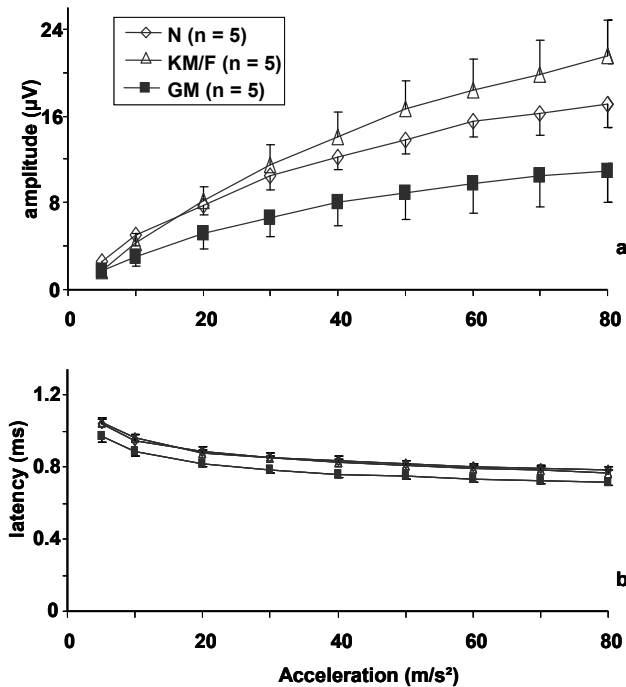 24
16
8
0
amplitude (µV)
N (n = 5)
KM/F (n = 5)
GM (n = 5)
a
0 20 40 60 80
1.2
0.8
0.4
0
latency (ms)
b
0 20 40 60 80
Acceleration (m/s²)